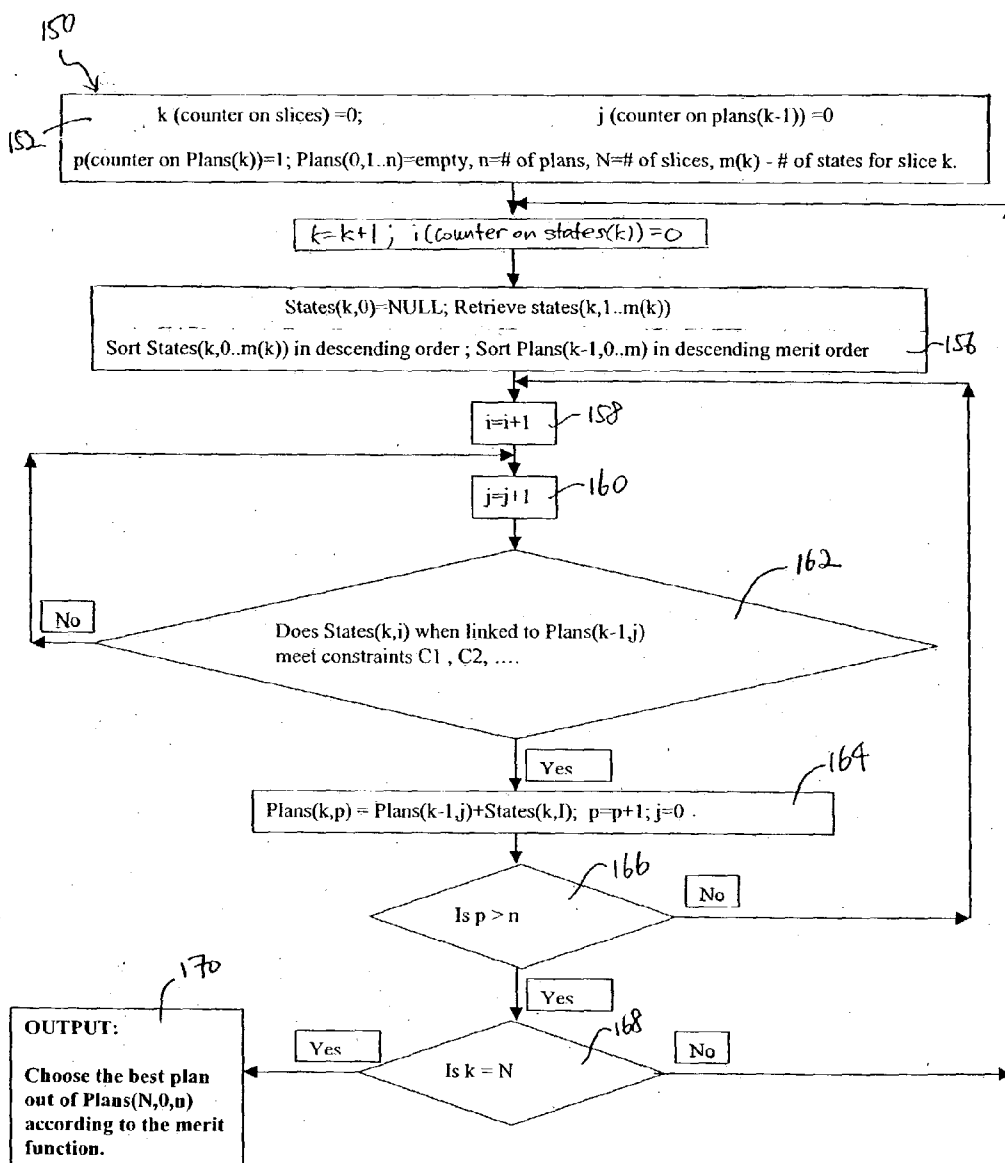 150
152
k (counter on slices) =0; j (counter on plans(k-1)) =0
p(counter on Plans(k))=1; Plans(0,1..n)=empty, n=# of plans, N=# of slices, m(k) - # of states for slice k.
k=k+1; i(counter on states(k))=0
States(k,0)=NULL; Retrieve states(k,1..m(k))
Sort States(k,0..m(k)) in descending order ; Sort Plans(k-1,0..m) in descending merit order
156
i=i+1
158
j=j+1
160
162
No
Does States(k,i) when linked to Plans(k-1,j)
meet constraints C1 , C2, ....
Yes
164
Plans(k,p) = Plans(k-1,j)+States(k,I); p=p+1; j=0
166
Is p > n
No
Yes
170
168
OUTPUT:
Choose the best plan
out of Plans(N,0,n)
according to the merit
function.
Yes
Is k = N
No